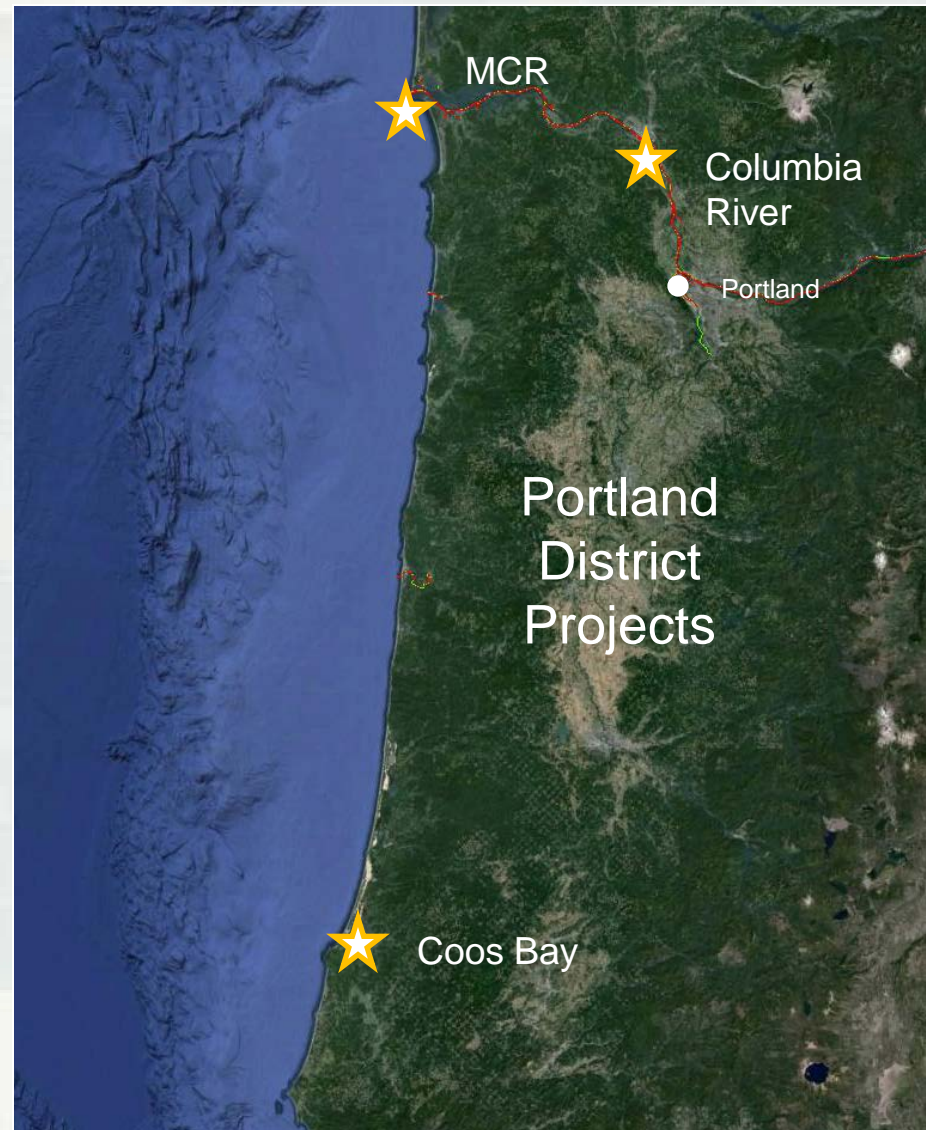 MCR
Columbia
River
Portland
Portland
District
Projects
Coos Bay